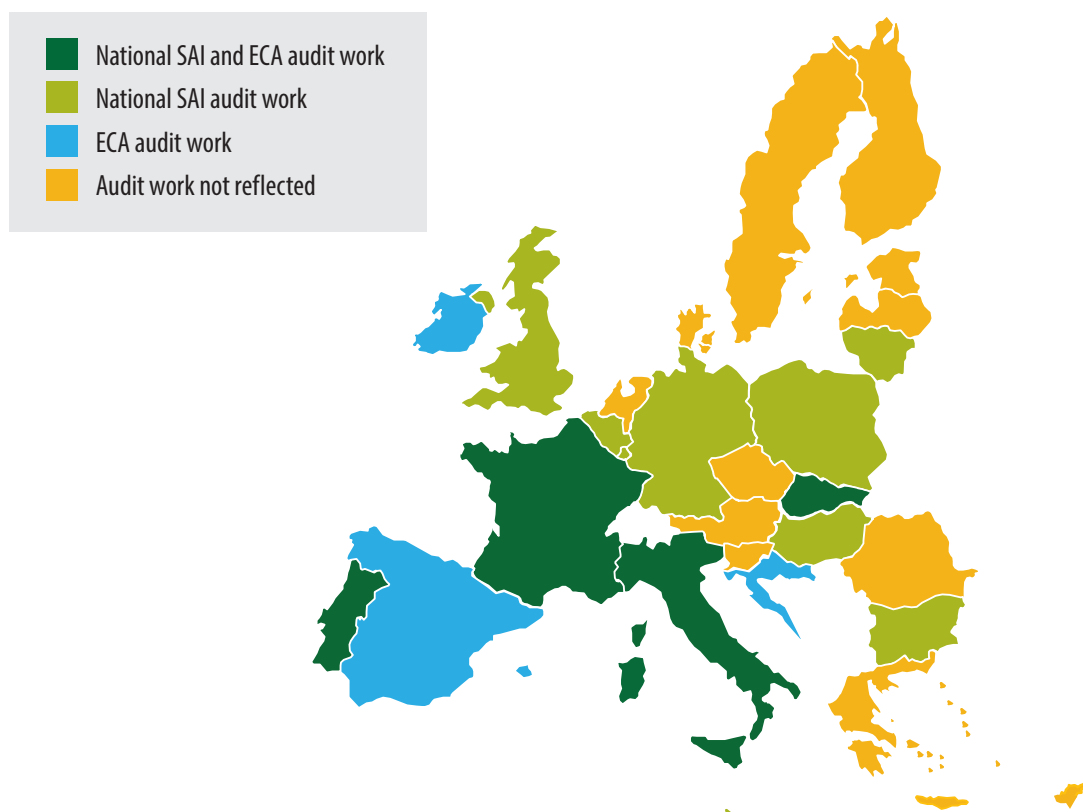 National SAI and ECA audit work
National SAI audit work
ECA audit work
Audit work not reflected